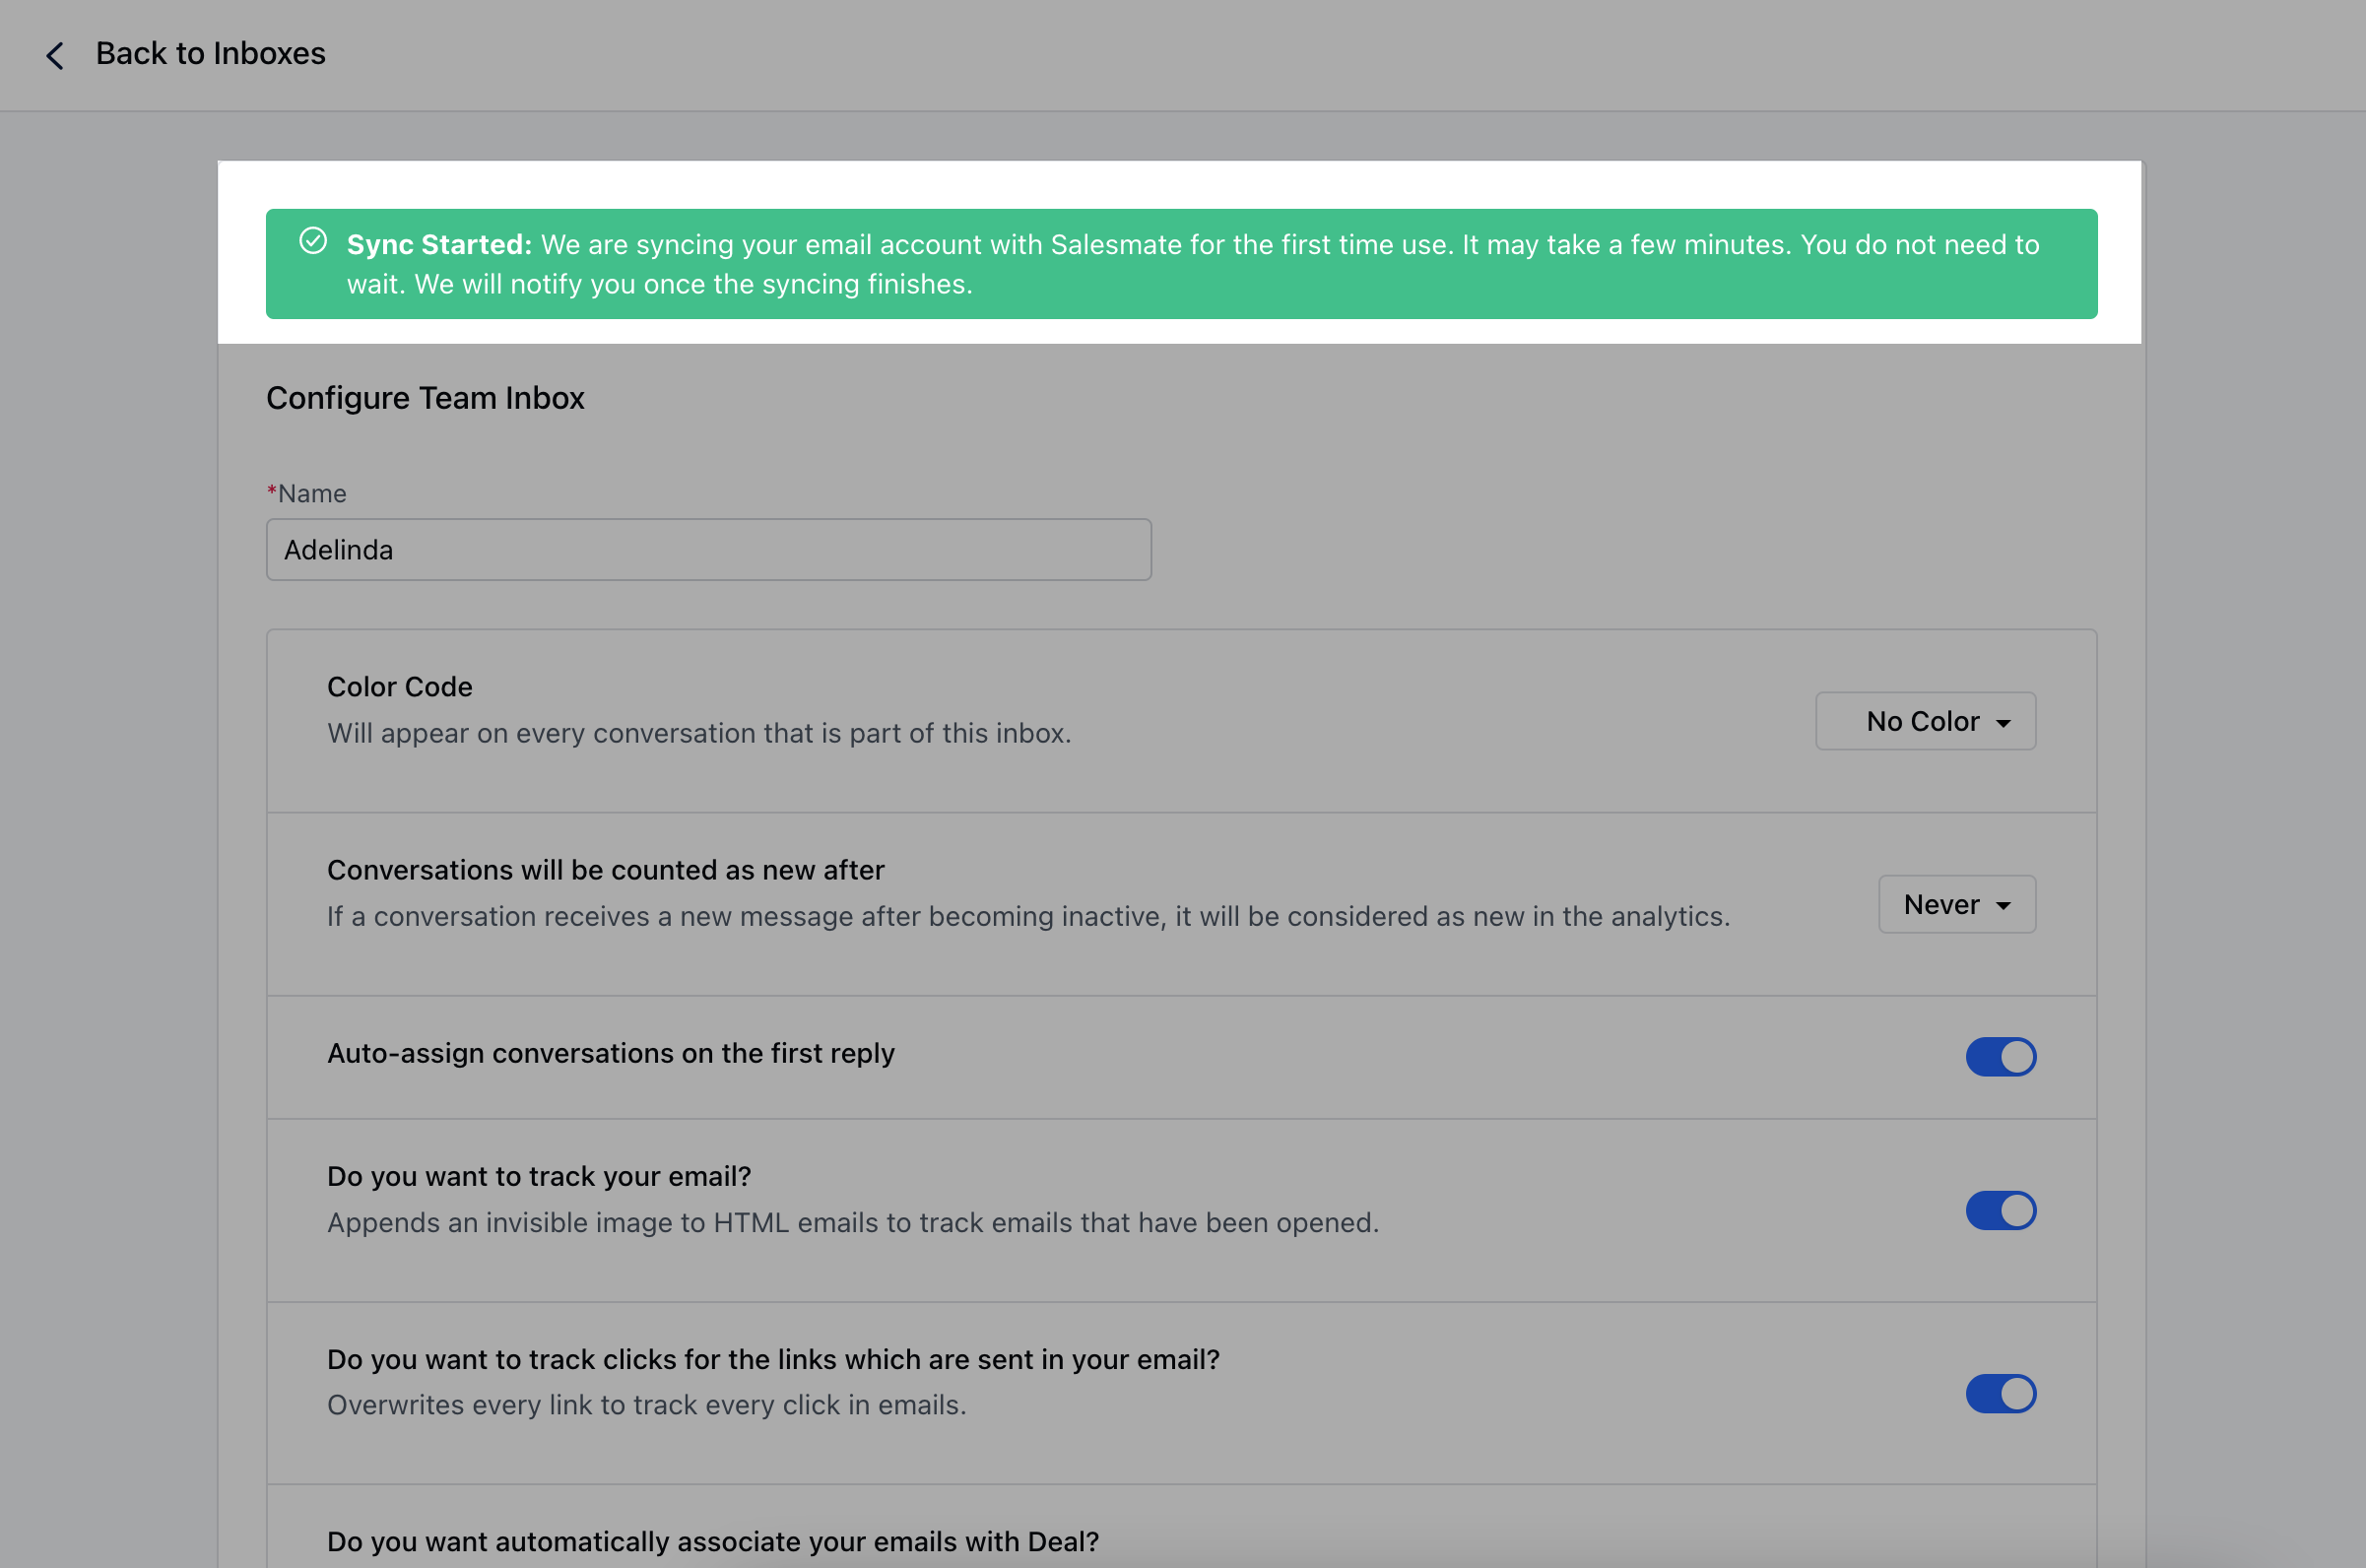 Back to Inboxes
Sync Started: We are syncing your email account with Salesmate for the first time use. It may take a few minutes. You do not need to
wait. We will notify you once the syncing finishes.
Configure Team Inbox
*Name
Adelinda
Color Code
Will appear on every conversation that is part of this inbox.
No Color
Conversations will be counted as new after
If a conversation receives a new message after becoming inactive, it will be considered as new in the analytics.
Never
Auto-assign conversations on the first reply
Do you want to track your email?
Appends an invisible image to HTML emails to track emails that have been opened.
Do you want to track clicks for the links which are sent in your email?
Overwrites every link to track every click in emails.
Do you want automatically associate your emails with Deal?